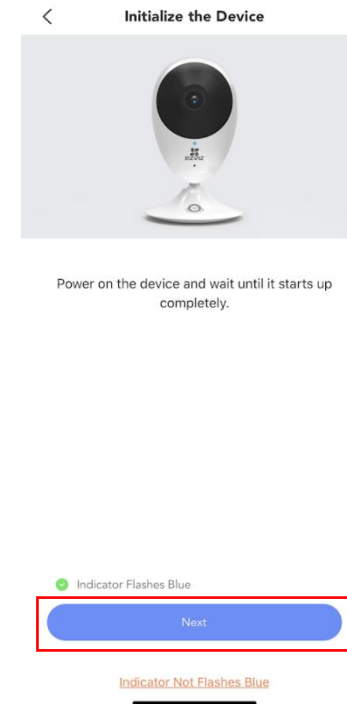 Initialize the Device
EZVIZ
Power on the device and wait until it starts up
completely.
Indicator Flashes Blue
Next
Indicator Not Flashes Blue